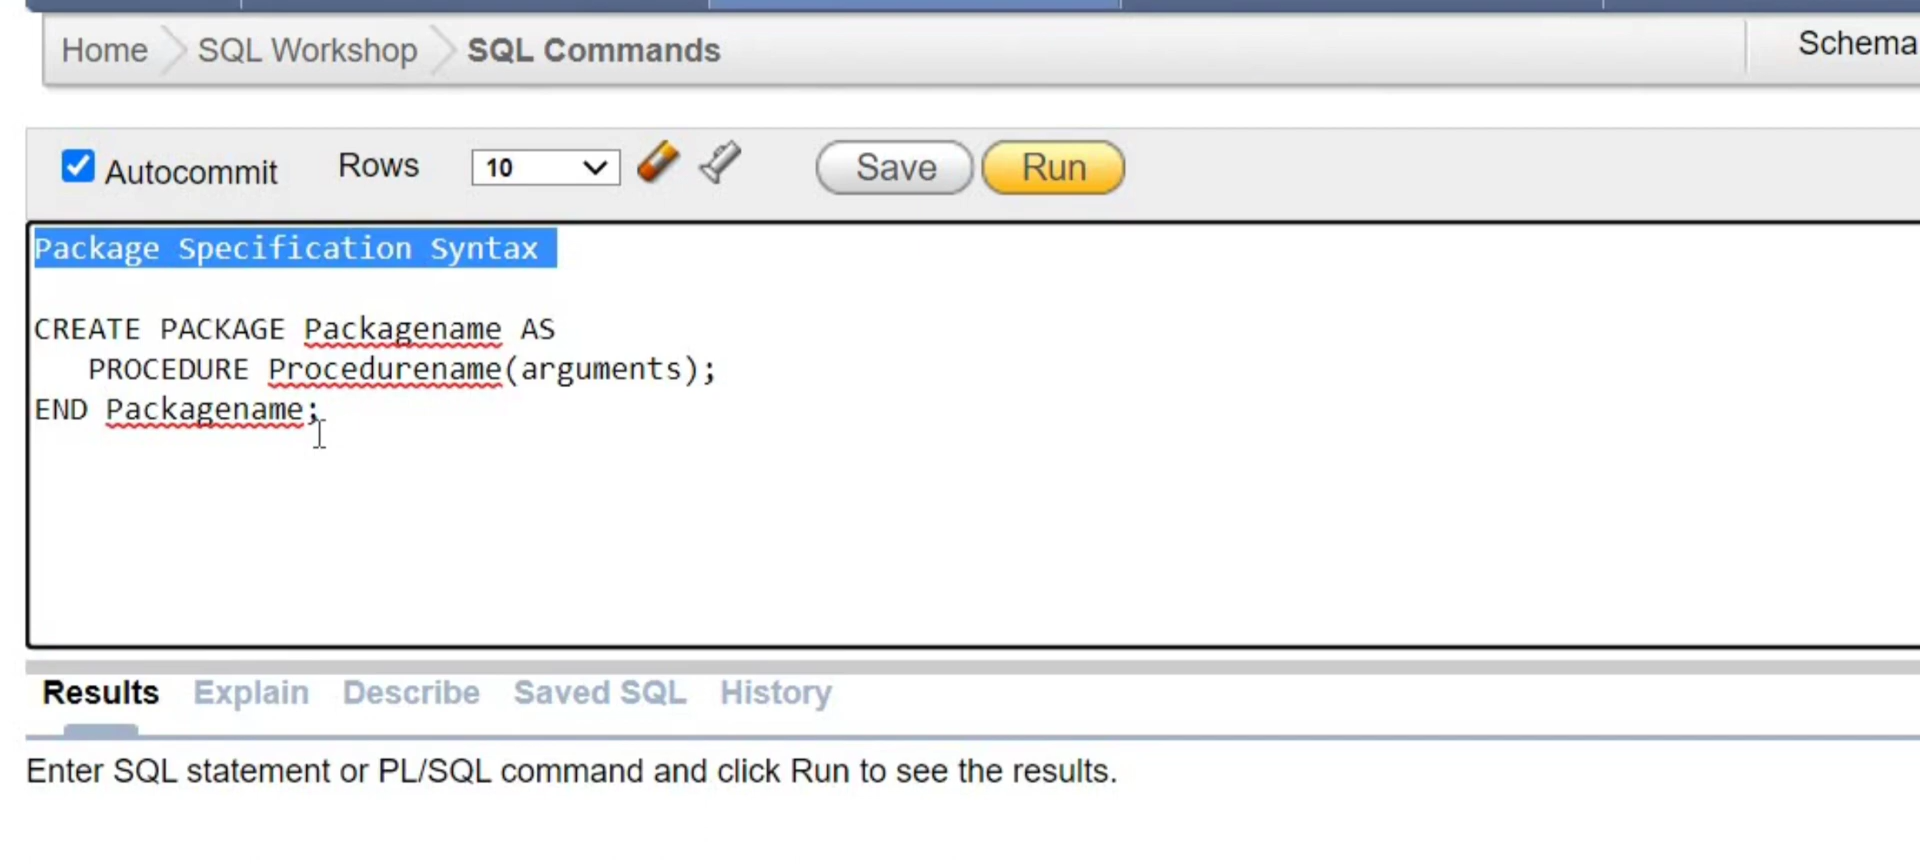 Home SQL Workshop SQL Commands Schema
Autocommit Rows 10 Save Run
Package Specification Syntax
CREATE PACKAGE Packagename AS
PROCEDURE Procedurename(arguments);
END Packagename;
Results Explain Describe Saved SQL History
Enter SQL statement or PL/SQL command and click Run to see the results.